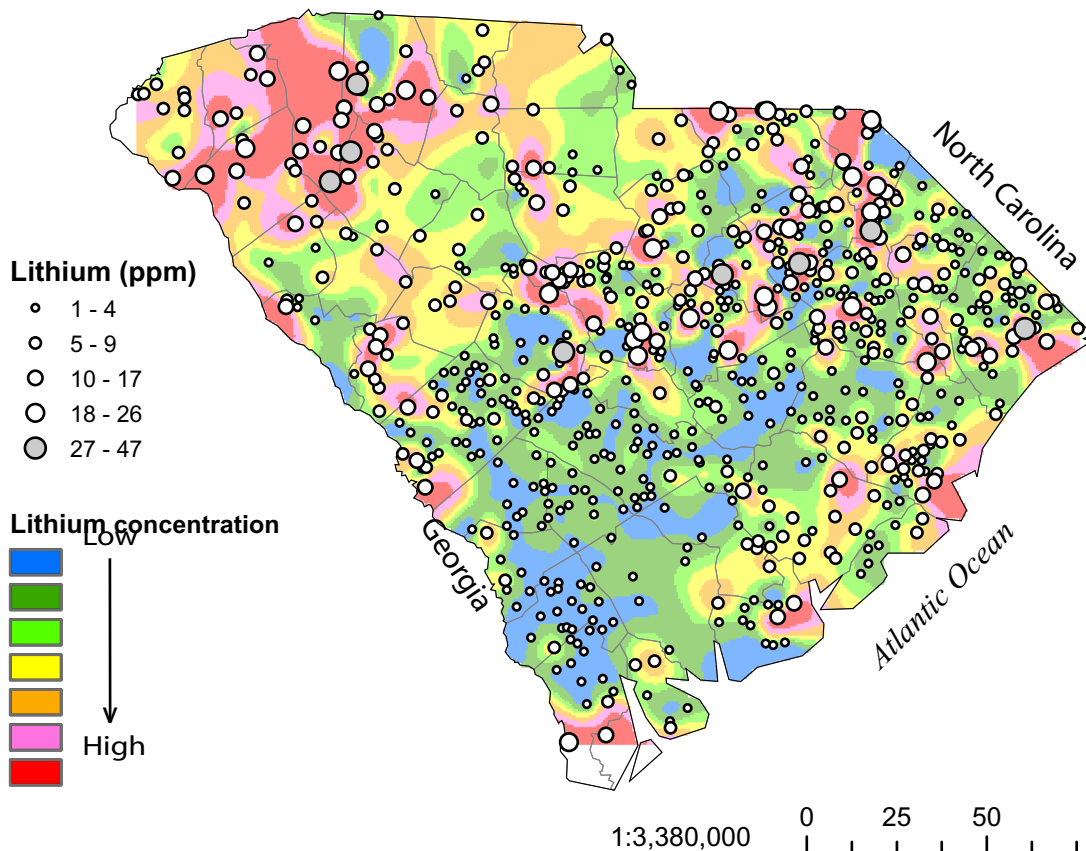 North Carolina
Lithium (ppm)
1 - 4
5 - 9
10 - 17
18 - 26
27 - 47
Lithium concentration
Low
High
Georgia
Atlantic Ocean
1:3,380,000
0 25 50